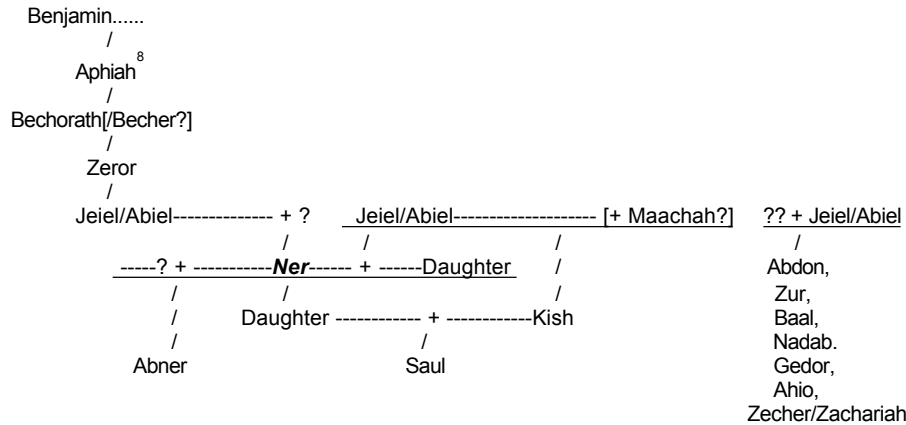 Benjamin......
/
Aphiah8
/
Bechorath[/Becher?]
/
Zeror
/
Jeiel/Abiel-------------- + ? Jeiel/Abiel-------------------- [+ Maachah?] ?? + Jeiel/Abiel
/ / / /
-----? + -----------Ner------ + ------Daughter / Abdon,
/ / / Zur,
/ Daughter ------------ + ------------Kish Baal,
/ / Nadab.
Abner Saul Gedor,
Ahio,
Zecher/Zachariah